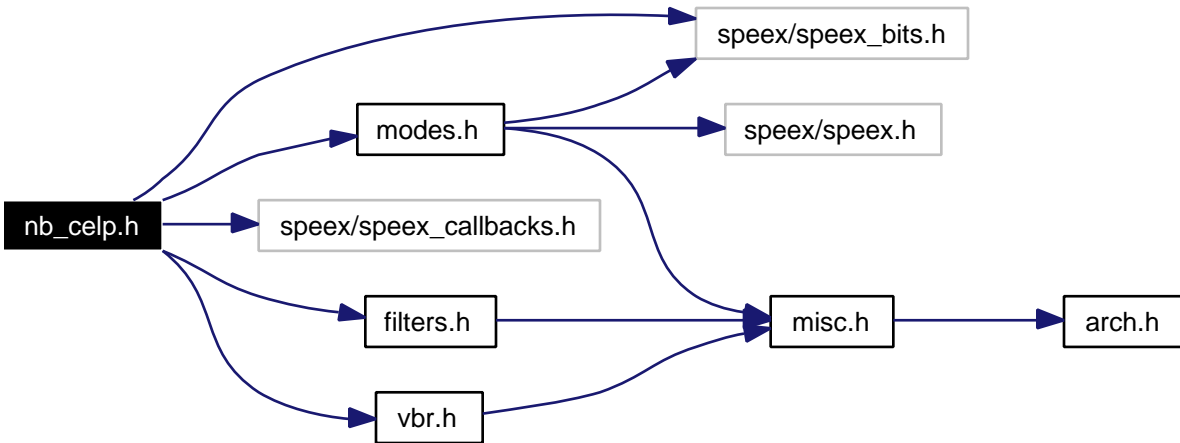 speex/speex_bits.h
modes.h
speex/speex.h
nb_celp.h
speex/speex_callbacks.h
filters.h
misc.h
arch.h
vbr.h